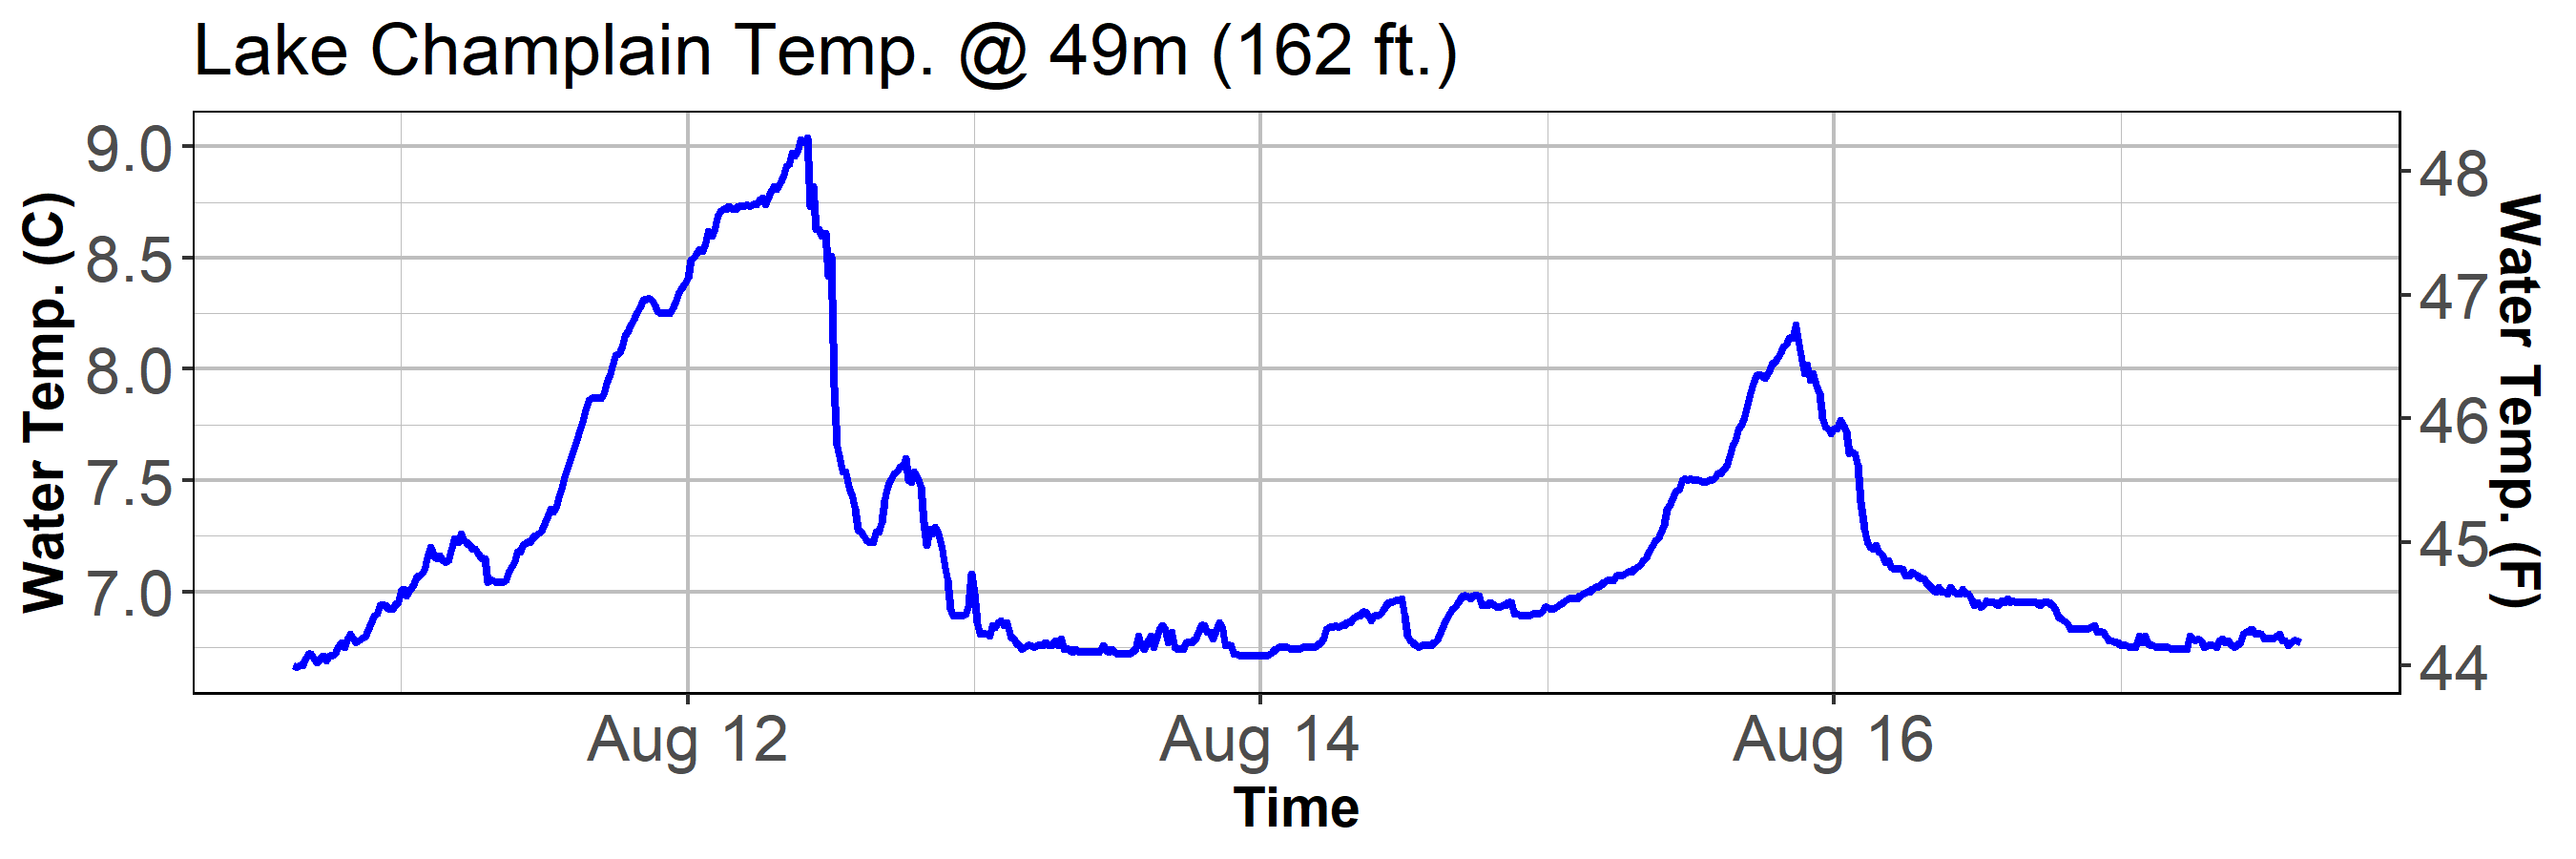 Lake Champlain Temp. @ 49m (162 ft.)
Water Temp. (C)
9.0
8.5
8.0
7.5
7.0
48
47
46
45
44
Water Temp. (F)
Aug 12
Aug 14
Aug 16
Time